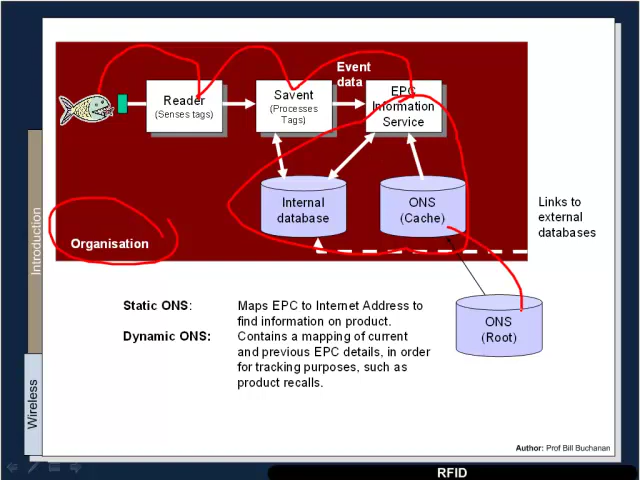 Event
data
Reader
(Senses tags)
Savent
(Processes
Tags)
EPC
Information
Service
Internal
database
ONS
(Cache)
Organisation
Links to
external
databases
ONS
(Root)
Static ONS: Maps EPC to Internet Address to
find information on product.
Dynamic ONS: Contains a mapping of current
and previous EPC details, in order
for tracking purposes, such as
product recalls.
Introduction
Wireless
Author: Prof Bill Buchanan
RFID